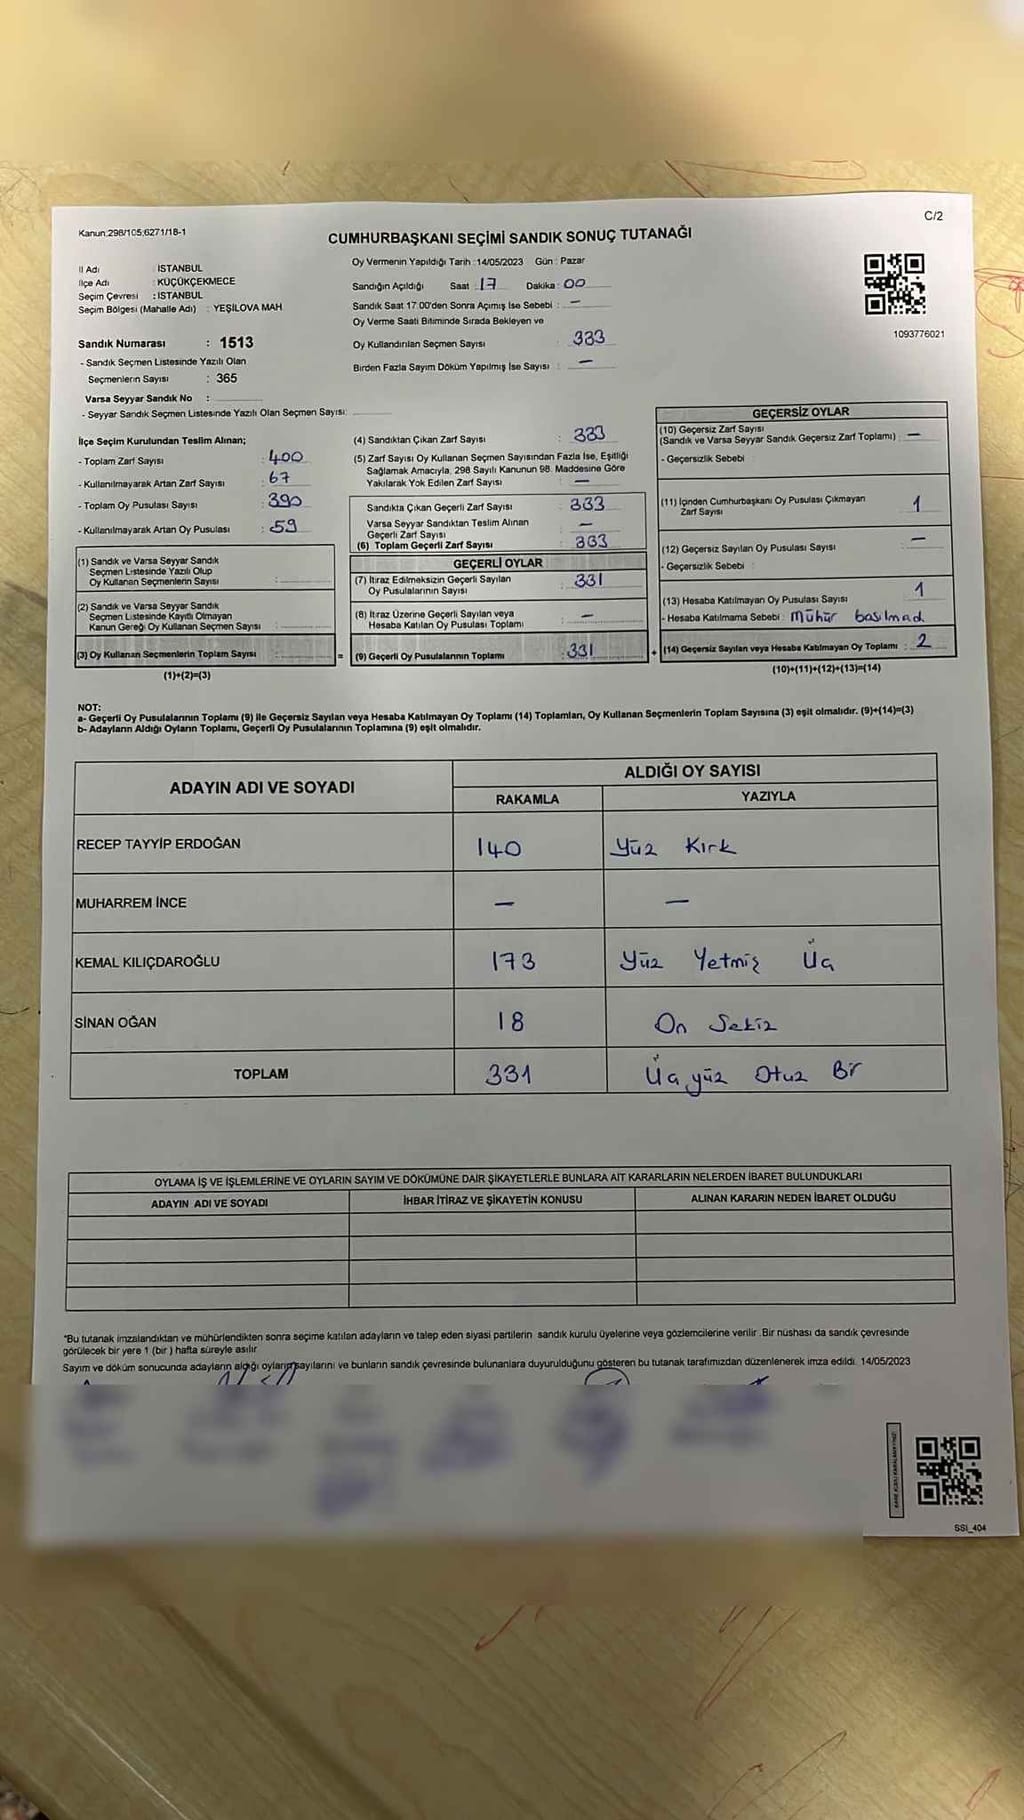 C/2
Kanun:298/105;6271/18-1
CUMHURBAŞKANI SEÇİMİ SANDIK SONUÇ TUTANAĞI
İl Adı : İSTANBUL
İlçe Adı : KÜÇÜKÇEKMECE
Seçim Çevresi : İSTANBUL
Seçim Bölgesi (Mahalle Adı) : YEŞİLOVA MAH
Sandık Numarası : 1513
- Sandık Seçmen Listesinde Yazılı Olan
Seçmenlerin Sayısı : 365
Varsa Seyyar Sandık No :
- Seyyar Sandık Seçmen Listesinde Yazılı Olan Seçmen Sayısı:
Oy Vermenin Yapıldığı Tarih :14/05/2023 Gün : Pazar
Sandığın Açıldığı Saat : 17 Dakika : 00
Sandık Saat 17:00'den Sonra Açımış İse Sebebi : —
Oy Verme Saati Bitiminde Sırada Bekleyen ve
Oy Kullandırılan Seçmen Sayısı : 333
Birden Fazla Sayım Döküm Yapılmış İse Sayısı : —
1093776021
İlçe Seçim Kurulundan Teslim Alınan;
- Toplam Zarf Sayısı : 400
- Kullanılmayarak Artan Zarf Sayısı : 67
- Toplam Oy Pusulası Sayısı : 390
- Kullanılmayarak Artan Oy Pusulası : 59
(1) Sandık ve Varsa Seyyar Sandık
Seçmen Listesinde Yazılı Olup
Oy Kullanan Seçmenlerin Sayısı :
(2) Sandık ve Varsa Seyyar Sandık
Seçmen Listesinde Kayıtlı Olmayan
Kanun Gereği Oy Kullanan Seçmen Sayısı :
(3) Oy Kullanan Seçmenlerin Toplam Sayısı :
(1)+(2)=(3)
(4) Sandıktan Çıkan Zarf Sayısı : 333
(5) Zarf Sayısı Oy Kullanan Seçmen Sayısından Fazla İse, Eşitliği
Sağlamak Amacıyla, 298 Sayılı Kanunun 98. Maddesine Göre
Yakılarak Yok Edilen Zarf Sayısı : —
Sandıkta Çıkan Geçerli Zarf Sayısı : 333
Varsa Seyyar Sandıktan Teslim Alınan
Geçerli Zarf Sayısı : —
(6) Toplam Geçerli Zarf Sayısı : 333
GEÇERLİ OYLAR
(7) İtiraz Edilmeksizin Geçerli Sayılan
Oy Pusulalarının Sayısı : 331
(8) İtiraz Üzerine Geçerli Sayılan veya
Hesaba Katılan Oy Pusulası Toplamı : —
= (9) Geçerli Oy Pusulalarının Toplamı : 331
GEÇERSİZ OYLAR
(10) Geçersiz Zarf Sayısı
(Sandık ve Varsa Seyyar Sandık Geçersiz Zarf Toplamı) : —
- Geçersizlik Sebebi :
(11) İçinden Cumhurbaşkanı Oy Pusulası Çıkmayan
Zarf Sayısı : 1
(12) Geçersiz Sayılan Oy Pusulası Sayısı : —
- Geçersizlik Sebebi :
(13) Hesaba Katılmayan Oy Pusulası Sayısı : 1
- Hesaba Katılmama Sebebi : Mühür basılmad.
+ (14) Geçersiz Sayılan veya Hesaba Katılmayan Oy Toplamı : 2
(10)+(11)+(12)+(13)=(14)
NOT:
a- Geçerli Oy Pusulalarının Toplamı (9) ile Geçersiz Sayılan veya Hesaba Katılmayan Oy Toplamı (14) Toplamları, Oy Kullanan Seçmenlerin Toplam Sayısına (3) eşit olmalıdır. (9)+(14)=(3)
b- Adayların Aldığı Oyların Toplamı, Geçerli Oy Pusulalarının Toplamına (9) eşit olmalıdır.
ADAYIN ADI VE SOYADI
ALDIĞI OY SAYISI
RAKAMLA YAZIYLA
RECEP TAYYİP ERDOĞAN 140 Yüz Kırk
MUHARREM İNCE — —
KEMAL KILIÇDAROĞLU 173 Yüz Yetmiş Üç
SİNAN OĞAN 18 On Sekiz
TOPLAM 331 Üçyüz Otuz Bir
OYLAMA İŞ VE İŞLEMLERİNE VE OYLARIN SAYIM VE DÖKÜMÜNE DAİR ŞİKAYETLERLE BUNLARA AİT KARARLARIN NELERDEN İBARET BULUNDUKLARI
ADAYIN ADI VE SOYADI İHBAR İTİRAZ VE ŞİKAYETİN KONUSU ALINAN KARARIN NEDEN İBARET OLDUĞU
*Bu tutanak imzalandıktan ve mühürlendikten sonra seçime katılan adayların ve talep eden siyasi partilerin sandık kurulu üyelerine veya gözlemcilerine verilir. Bir nüshası da sandık çevresinde
görülecek bir yere 1 (bir ) hafta süreyle asılır
Sayım ve döküm sonucunda adayların aldığı oyların sayılarını ve bunların sandık çevresinde bulunanlara duyurulduğunu gösteren bu tutanak tarafımızdan düzenlenerek imza edildi. 14/05/2023
SSI_404